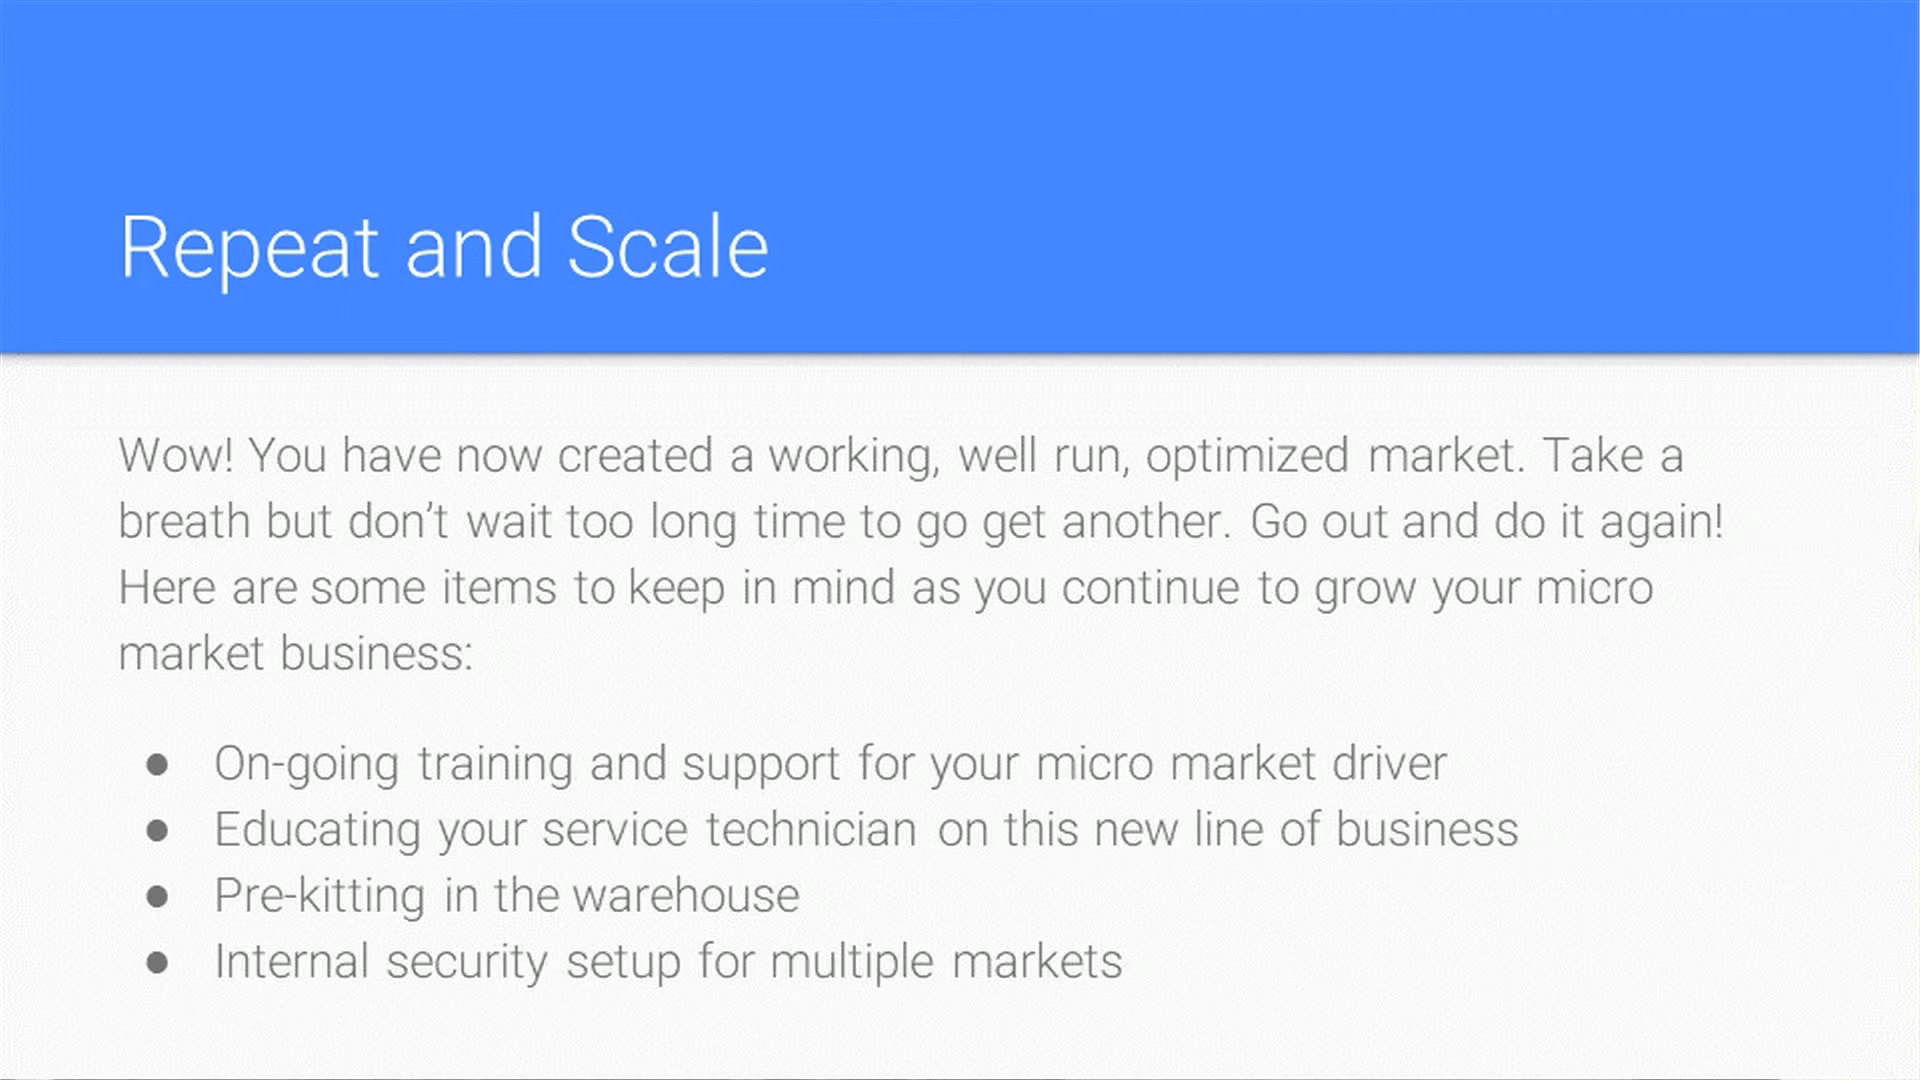 Repeat and Scale
Wow! You have now created a working, well run, optimized market. Take a
breath but don’t wait too long time to go get another. Go out and do it again!
Here are some items to keep in mind as you continue to grow your micro
market business:
● On-going training and support for your micro market driver
● Educating your service technician on this new line of business
● Pre-kitting in the warehouse
● Internal security setup for multiple markets